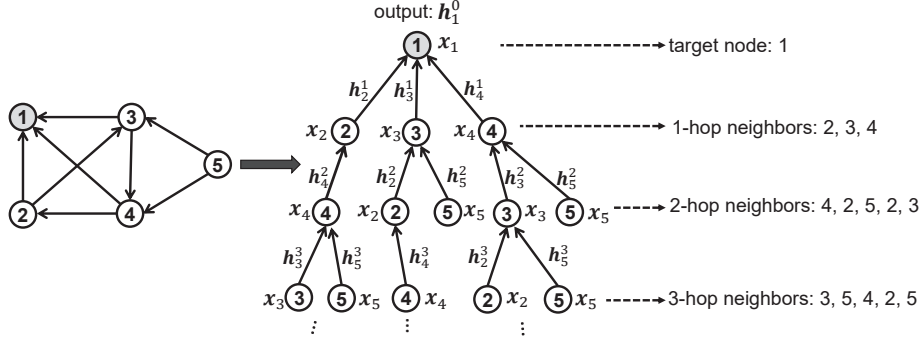 output: h_1^0
1 x_1 target node: 1
h_2^1 h_3^1 h_4^1
1 3 5 2 4
x_2 2 x_3 3 x_4 4 1-hop neighbors: 2, 3, 4
h_4^2 h_2^2 h_5^2 h_3^2 h_5^2
x_4 4 x_2 2 5 x_5 3 x_3 5 x_5 2-hop neighbors: 4, 2, 5, 2, 3
h_3^3 h_5^3 h_4^3 h_2^3 h_5^3
x_3 3 5 x_5 4 x_4 2 x_2 5 x_5 3-hop neighbors: 3, 5, 4, 2, 5
⋮ ⋮ ⋮